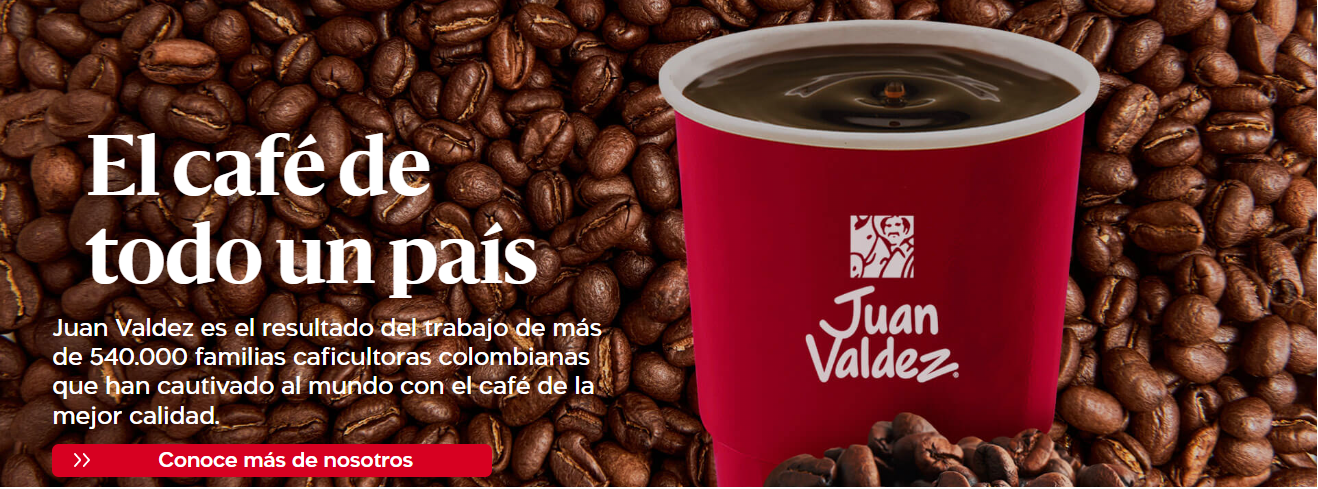 El café de
todo un país
Juan Valdez es el resultado del trabajo de más
de 540.000 familias caficultoras colombianas
que han cautivado al mundo con el café de la
mejor calidad.
>> Conoce más de nosotros
Juan
Valdez®